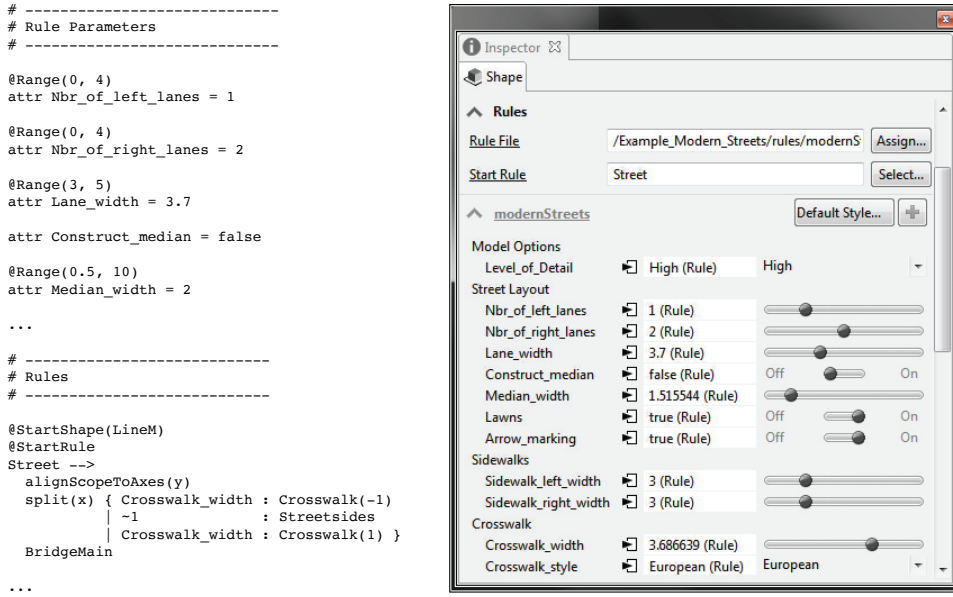 # -----------------------------
# Rule Parameters
# -----------------------------
@Range(0, 4)
attr Nbr_of_left_lanes = 1
@Range(0, 4)
attr Nbr_of_right_lanes = 2
@Range(3, 5)
attr Lane_width = 3.7
attr Construct_median = false
@Range(0.5, 10)
attr Median_width = 2
...
# ----------------------------
# Rules
# ----------------------------
@StartShape(LineM)
@StartRule
Street -->
  alignScopeToAxes(y)
  split(x) { Crosswalk_width : Crosswalk(-1)
           | ~1              : Streetsides
           | Crosswalk_width : Crosswalk(1) }
  BridgeMain
...
Inspector
Shape
Rules
Rule File /Example_Modern_Streets/rules/modernS Assign...
Start Rule Street Select...
modernStreets Default Style...
Model Options
Level_of_Detail High (Rule) High
Street Layout
Nbr_of_left_lanes 1 (Rule)
Nbr_of_right_lanes 2 (Rule)
Lane_width 3.7 (Rule)
Construct_median false (Rule) Off On
Median_width 1.515544 (Rule)
Lawns true (Rule) Off On
Arrow_marking true (Rule) Off On
Sidewalks
Sidewalk_left_width 3 (Rule)
Sidewalk_right_width 3 (Rule)
Crosswalk
Crosswalk_width 3.686639 (Rule)
Crosswalk_style European (Rule) European